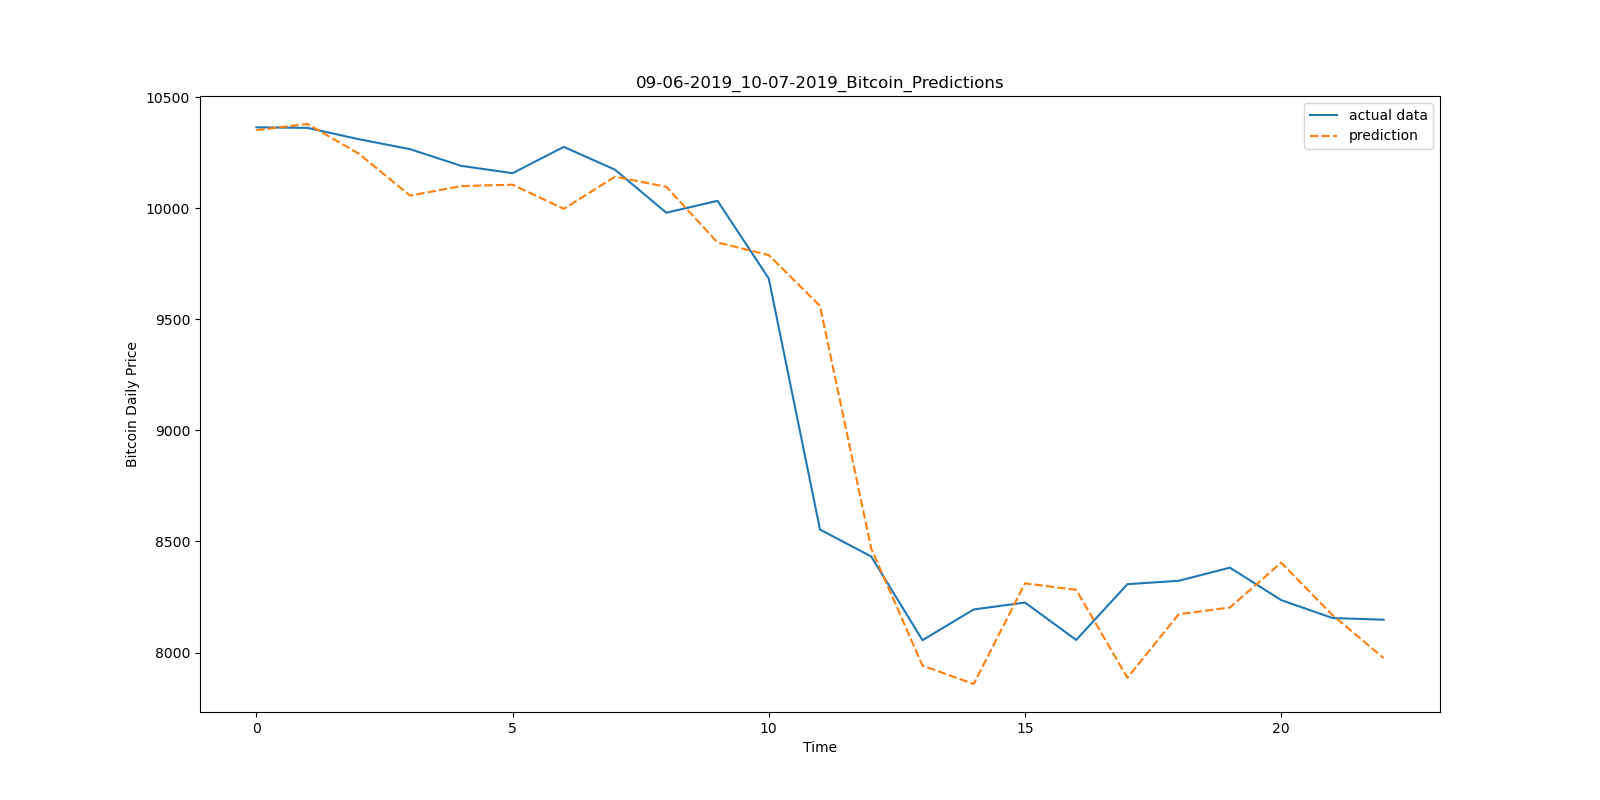 09-06-2019_10-07-2019_Bitcoin_Predictions
actual data
prediction
Bitcoin Daily Price
10500
10000
9500
9000
8500
8000
0 5 10 15 20
Time